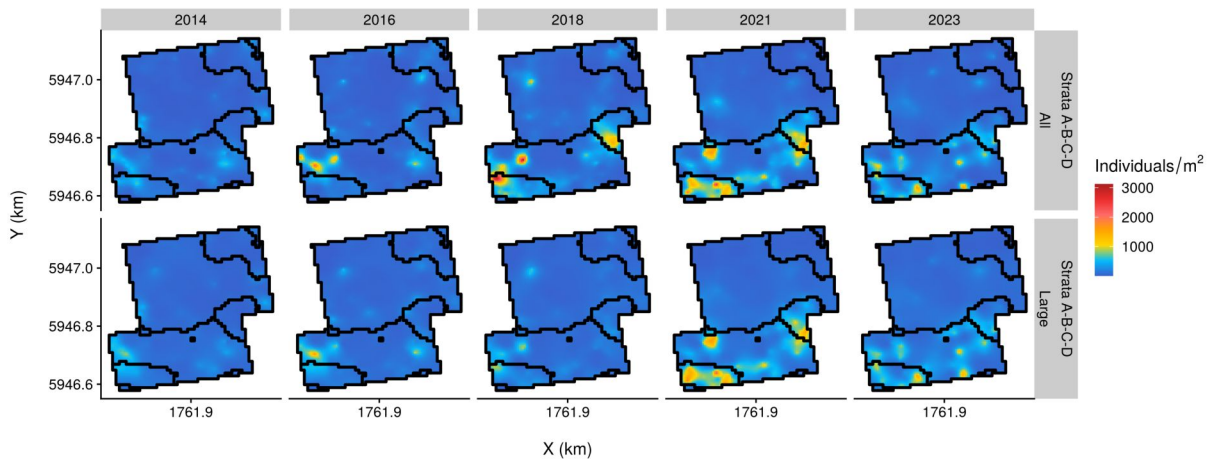 2014 2016 2018 2021 2023
5947.0
5946.8
5946.6
Strata A-B-C-D
All
5947.0
5946.8
5946.6
Strata A-B-C-D
Large
Y (km)
1761.9 1761.9 1761.9 1761.9 1761.9
X (km)
Individuals/m²
3000
2000
1000